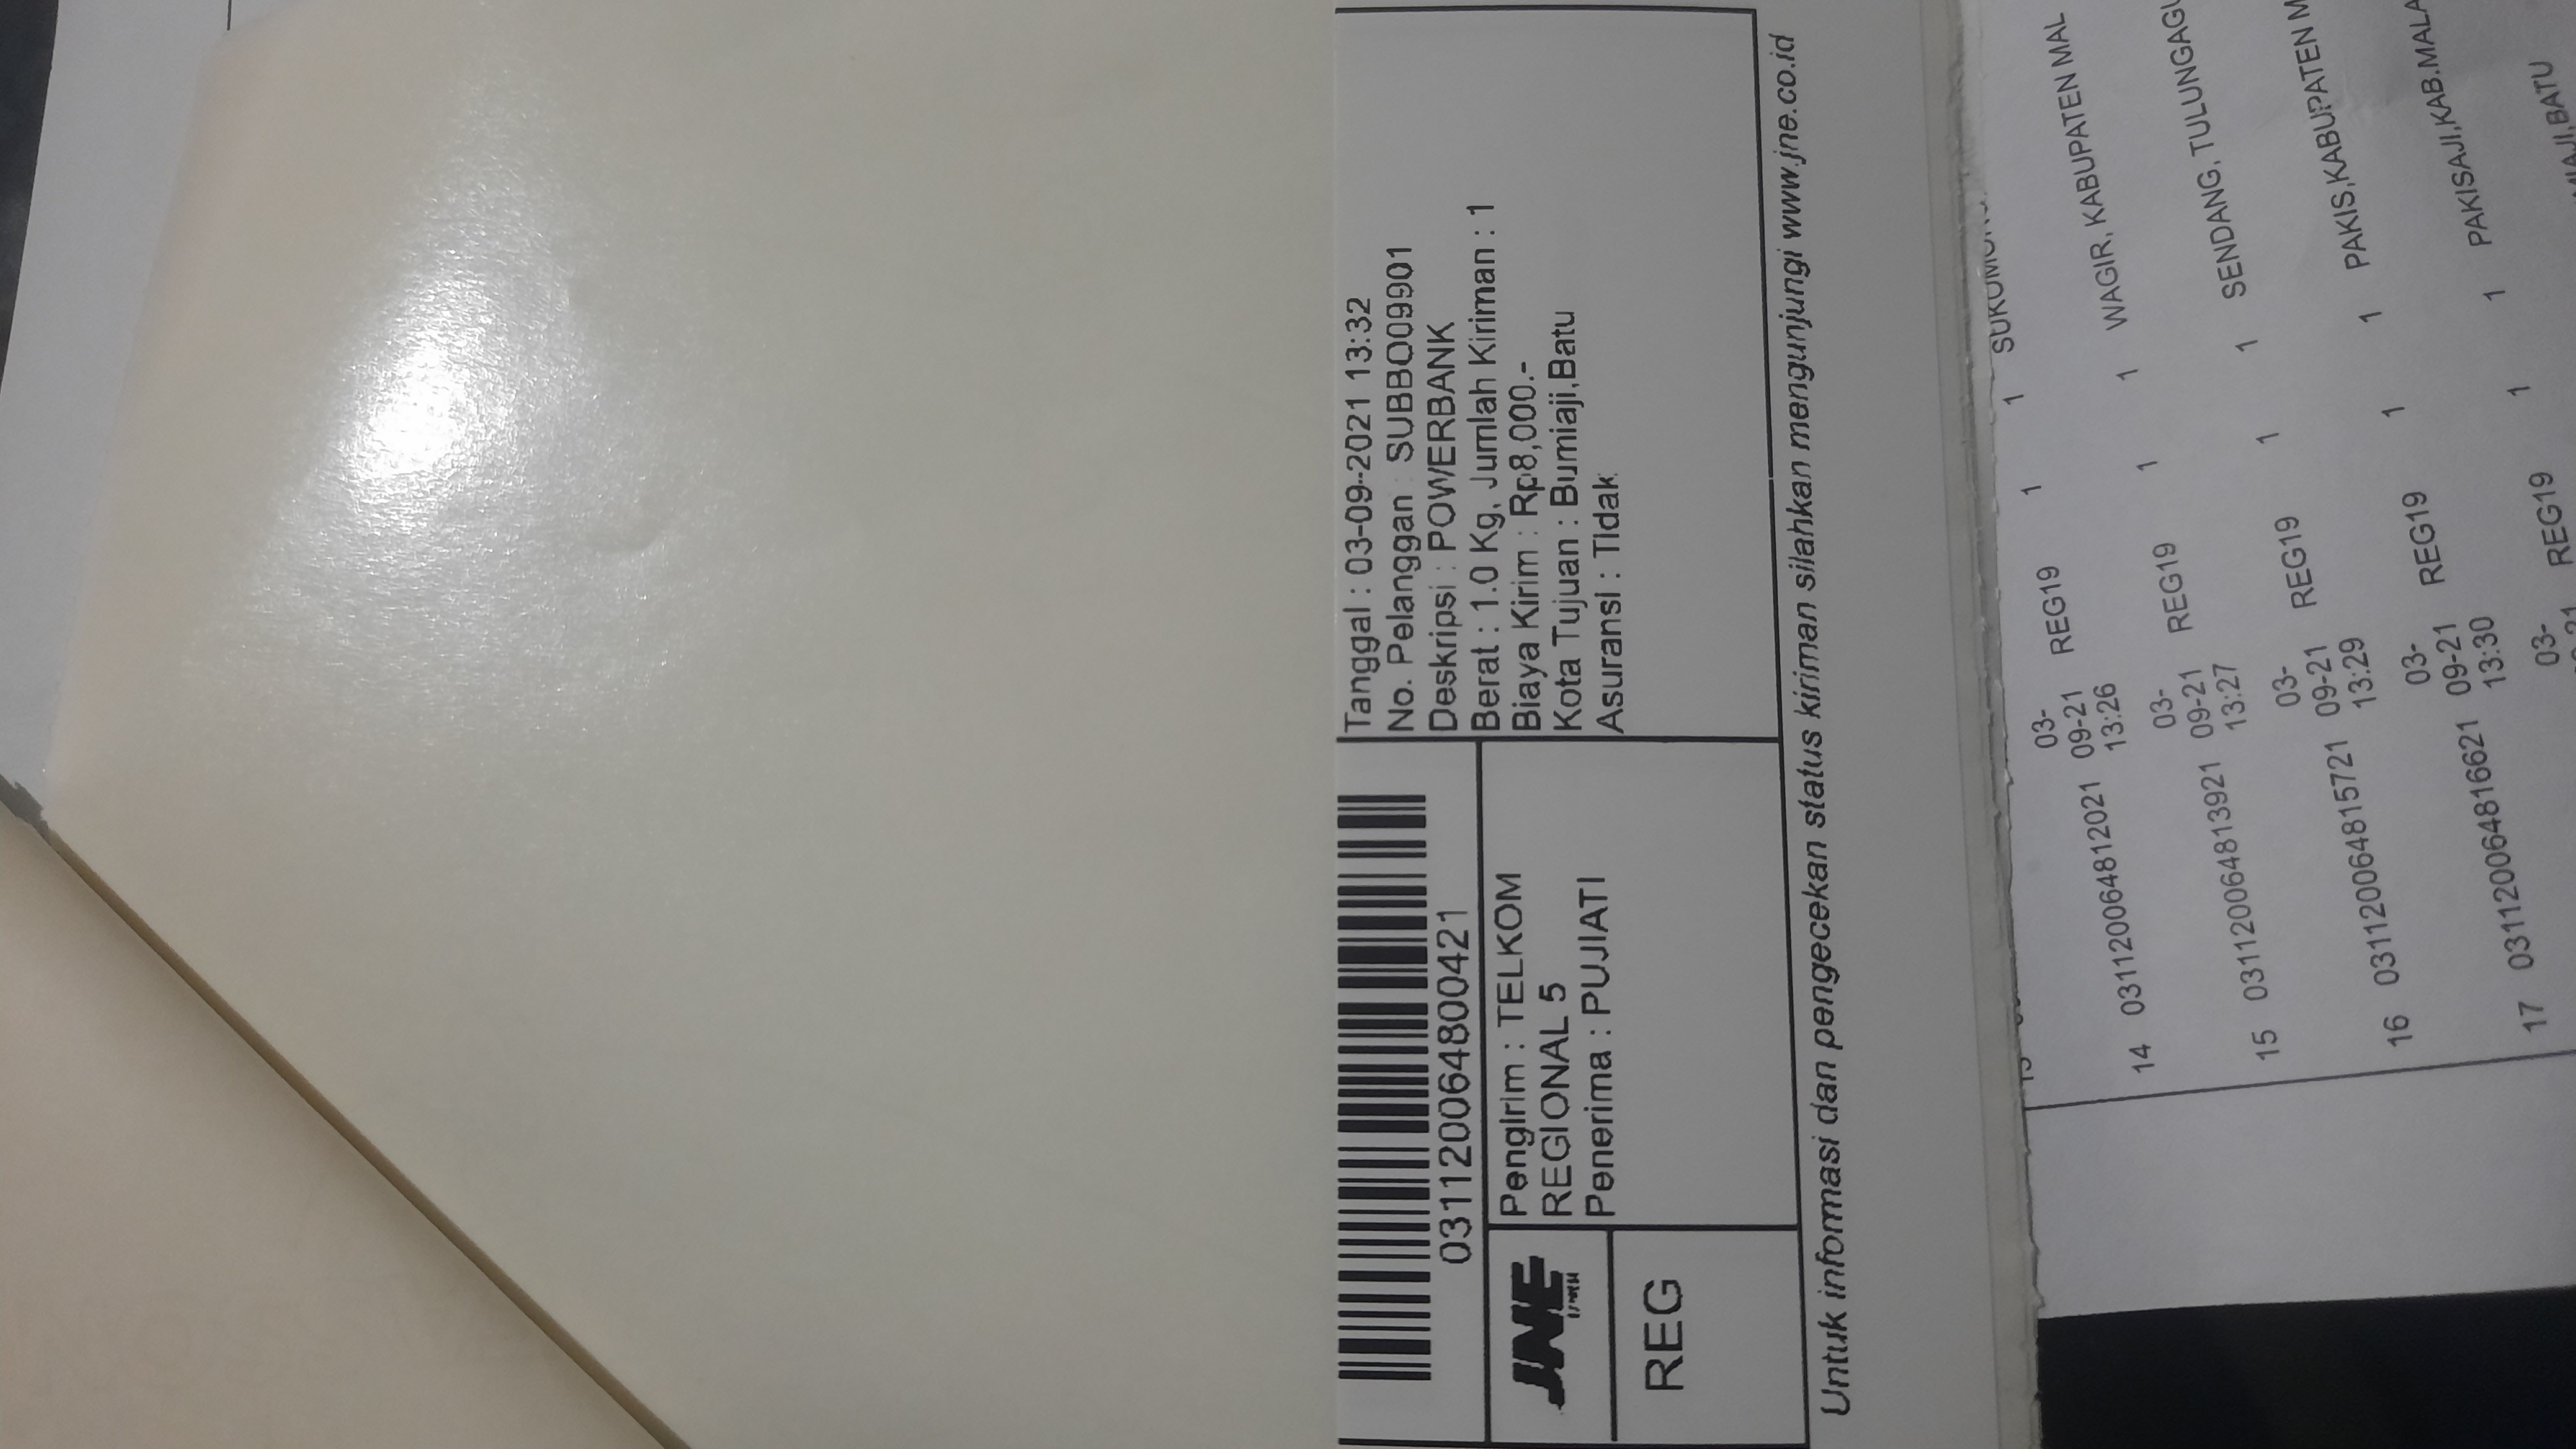 Tanggal : 03-09-2021 13:32
No. Pelanggan : SUBBO09901
031120064800421
Deskripsi : POWERBANK
Berat : 1.0 Kg, Jumlah Kiriman : 1
JNE
Pengirim : TELKOM
REGIONAL 5
Biaya Kirim : Rp8,000.-
Kota Tujuan : Bumiaji,Batu
Penerima : PUJIATI
Asuransi : Tidak
REG
Untuk informasi dan pengecekan status kiriman silahkan mengunjungi www.jne.co.id
14 031120064812021 03-09-21 13:26 REG19 1 1
15 031120064813921 03-09-21 13:27 REG19 1 1 WAGIR, KABUPATEN MAL
16 031120064815721 03-09-21 13:29 REG19 1 1 SENDANG, TULUNGAGU
17 031120064816621 03-09-21 13:30 REG19 1 1 PAKIS,KABUPATEN M
03- REG19 1 1 PAKISAJI,KAB.MALA
MIAJI,BATU